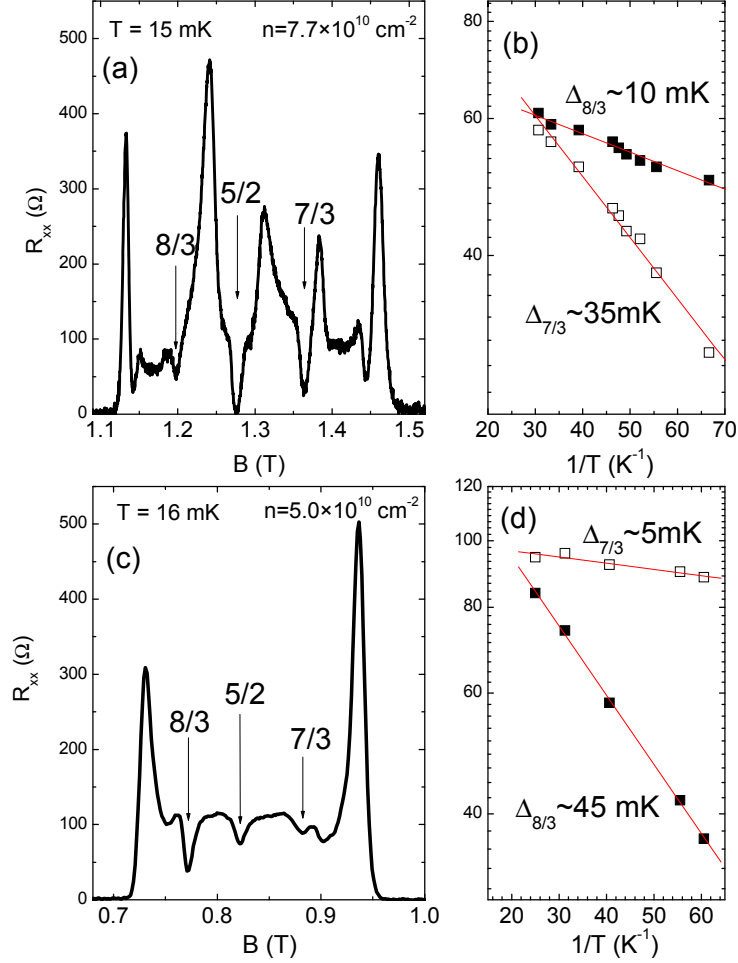 T = 15 mK
n=7.7×10¹⁰ cm⁻²
(a)
500
400
300
200
100
0
R_xx (Ω)
8/3
5/2
7/3
1.1
1.2
1.3
1.4
1.5
B (T)
(b)
80
60
40
Δ_8/3~10 mK
Δ_7/3~35mK
20
30
40
50
60
70
1/T (K⁻¹)
T = 16 mK
n=5.0×10¹⁰ cm⁻²
(c)
500
400
300
200
100
0
R_xx (Ω)
8/3
5/2
7/3
0.7
0.8
0.9
1.0
B (T)
(d)
120
100
80
60
40
Δ_7/3~5mK
Δ_8/3~45 mK
20
30
40
50
60
1/T (K⁻¹)